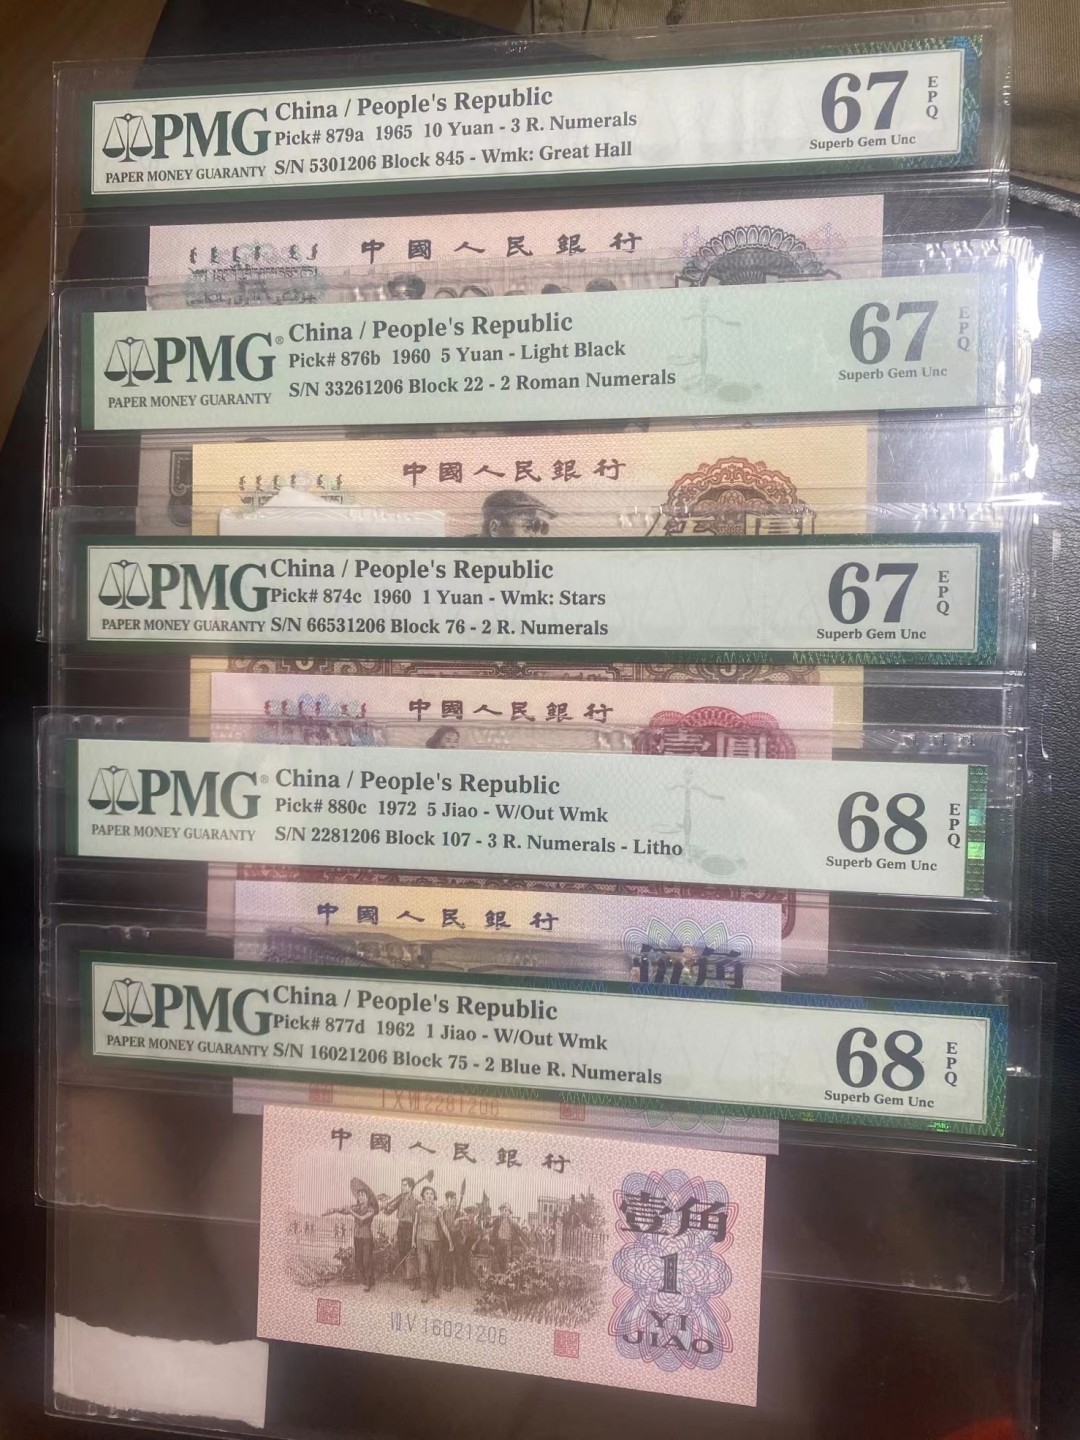 PMG
PAPER MONEY GUARANTY
China / People's Republic
Pick# 879a 1965 10 Yuan - 3 R. Numerals
S/N 5301206 Block 845 - Wmk: Great Hall
67
EPQ
Superb Gem Unc
中國人民銀行
PMG®
PAPER MONEY GUARANTY
China / People's Republic
Pick# 876b 1960 5 Yuan - Light Black
S/N 33261206 Block 22 - 2 Roman Numerals
67
EPQ
Superb Gem Unc
中國人民銀行
PMG
PAPER MONEY GUARANTY
China / People's Republic
Pick# 874c 1960 1 Yuan - Wmk: Stars
S/N 66531206 Block 76 - 2 R. Numerals
67
EPQ
Superb Gem Unc
中國人民銀行
壹圓
PMG®
PAPER MONEY GUARANTY
China / People's Republic
Pick# 880c 1972 5 Jiao - W/Out Wmk
S/N 2281206 Block 107 - 3 R. Numerals - Litho
68
EPQ
Superb Gem Unc
中國人民銀行
伍角
PMG
PAPER MONEY GUARANTY
China / People's Republic
Pick# 877d 1962 1 Jiao - W/Out Wmk
S/N 16021206 Block 75 - 2 Blue R. Numerals
68
EPQ
Superb Gem Unc
2281206
中國人民銀行
壹角
1
YI
JIAO
16021206